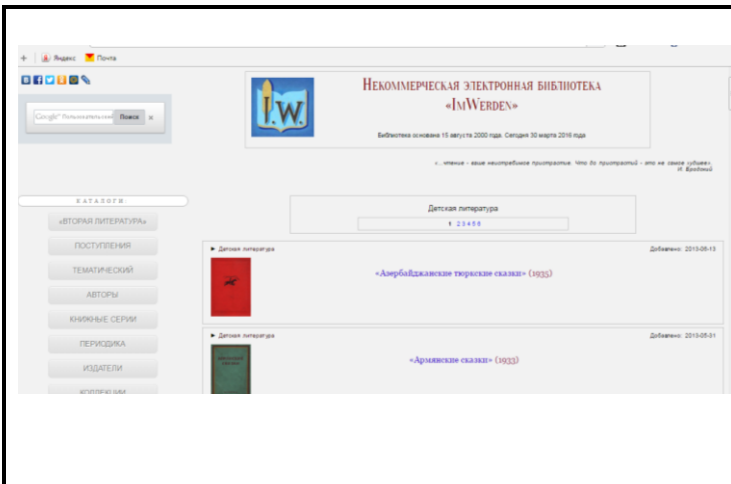 Яндекс Почта
Google™ Пользовательский Поиск ×
I.W.
НЕКОММЕРЧЕСКАЯ ЭЛЕКТРОННАЯ БИБЛИОТЕКА
«IMWERDEN»
Библиотека основана 15 августа 2000 года. Сегодня 30 марта 2016 года
«... чтение - ваше неистребимое пристрастие. Что до пристрастий - это не самое худшее».
И. Бродский
КАТАЛОГИ:
«ВТОРАЯ ЛИТЕРАТУРА»
ПОСТУПЛЕНИЯ
ТЕМАТИЧЕСКИЙ
АВТОРЫ
КНИЖНЫЕ СЕРИИ
ПЕРИОДИКА
ИЗДАТЕЛИ
КОЛЛЕКЦИИ
Детская литература
1 2 3 4 5 6
► Детская литература
Добавлено: 2013-06-13
«Азербайджанские тюркские сказки» (1935)
► Детская литература
Добавлено: 2013-05-31
«Армянские сказки» (1933)